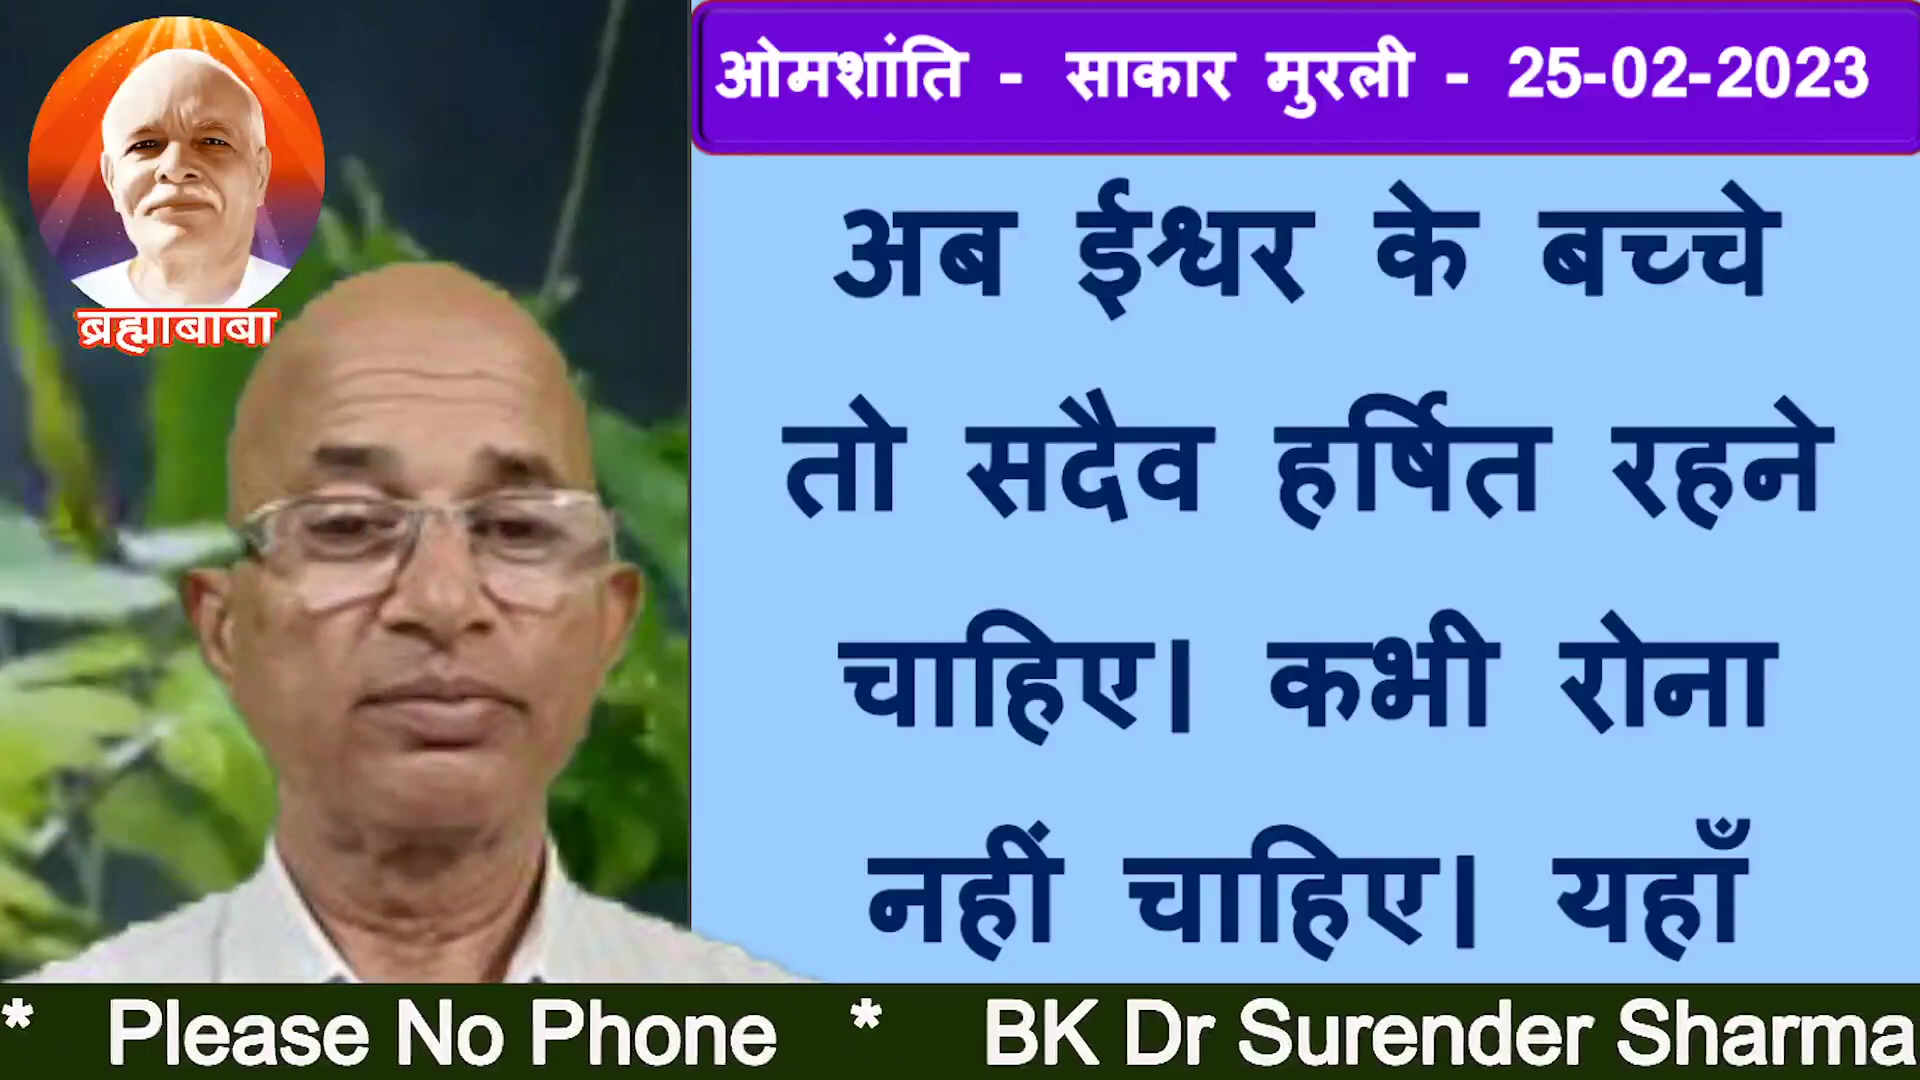 ओमशांति - साकार मुरली - 25-02-2023
ब्रह्माबाबा
अब ईश्वर के बच्चे
तो सदैव हर्षित रहने
चाहिए। कभी रोना
नहीं चाहिए। यहाँ
* Please No Phone * BK Dr Surender Sharma